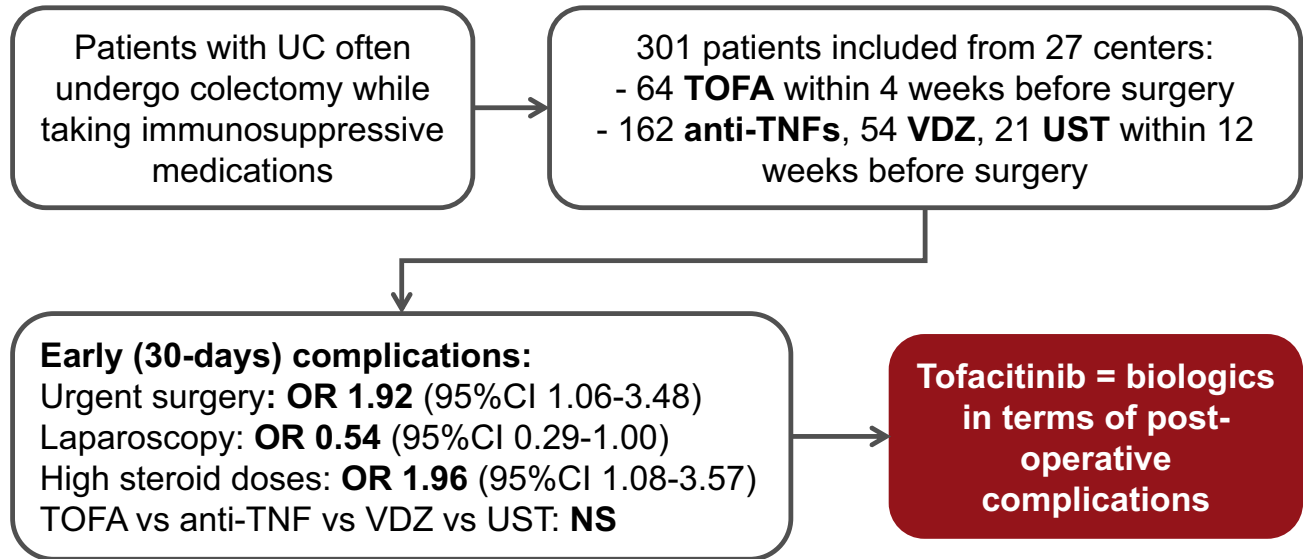 Patients with UC often
undergo colectomy while
taking immunosuppressive
medications
301 patients included from 27 centers:
- 64 TOFA within 4 weeks before surgery
- 162 anti-TNFs, 54 VDZ, 21 UST within 12
weeks before surgery
Early (30-days) complications:
Urgent surgery: OR 1.92 (95%CI 1.06-3.48)
Laparoscopy: OR 0.54 (95%CI 0.29-1.00)
High steroid doses: OR 1.96 (95%CI 1.08-3.57)
TOFA vs anti-TNF vs VDZ vs UST: NS
Tofacitinib = biologics
in terms of post-
operative
complications